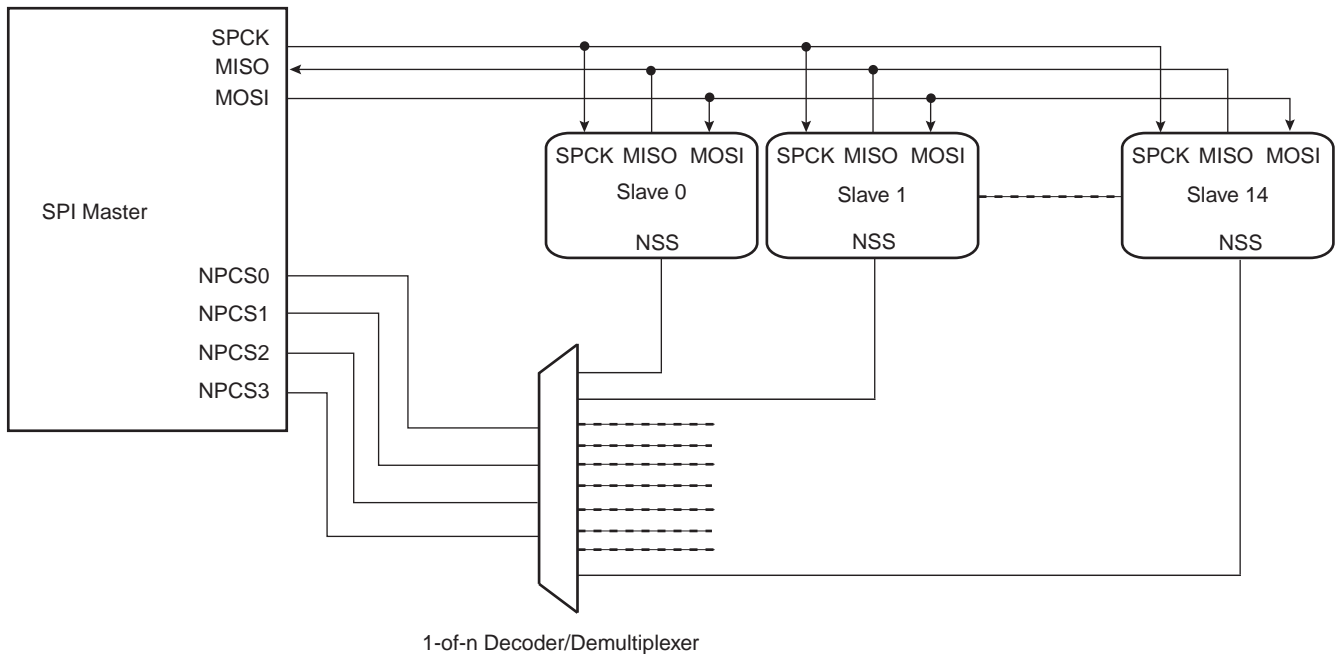 SPCK
MISO
MOSI
SPI Master
NPCS0
NPCS1
NPCS2
NPCS3
SPCK MISO MOSI
Slave 0
NSS
SPCK MISO MOSI
Slave 1
NSS
SPCK MISO MOSI
Slave 14
NSS
1-of-n Decoder/Demultiplexer